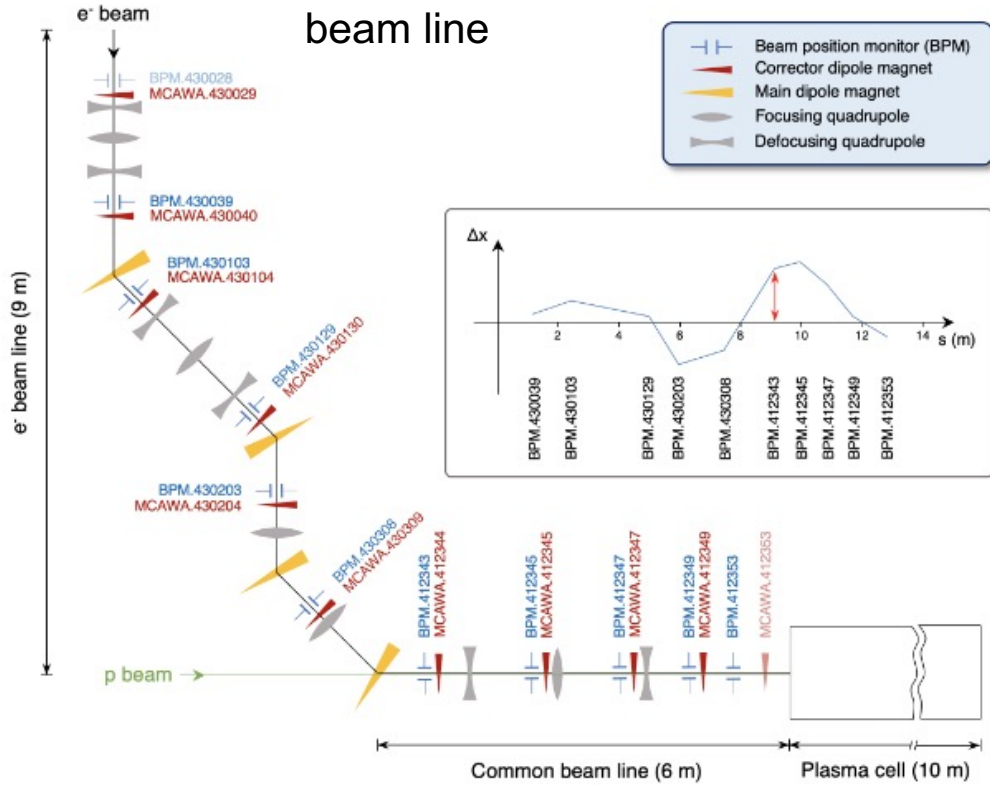 beam line
e⁻ beam
BPM.430028
MCAWA.430029
BPM.430039
MCAWA.430040
BPM.430103
MCAWA.430104
BPM.430129
MCAWA.430130
BPM.430203
MCAWA.430204
BPM.430308
MCAWA.430309
e⁻ beam line (9 m)
p beam
Beam position monitor (BPM)
Corrector dipole magnet
Main dipole magnet
Focusing quadrupole
Defocusing quadrupole
Δx
2
4
6
8
10
12
14
s (m)
BPM.430039
BPM.430103
BPM.430129
BPM.430203
BPM.430308
BPM.412343
BPM.412345
BPM.412347
BPM.412349
BPM.412353
BPM.412343
MCAWA.412344
BPM.412345
MCAWA.412345
BPM.412347
MCAWA.412347
BPM.412349
MCAWA.412349
BPM.412353
MCAWA.412353
Common beam line (6 m)
Plasma cell (10 m)